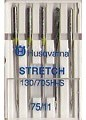 Husqvarna
STRETCH
130/705H-S
75/11